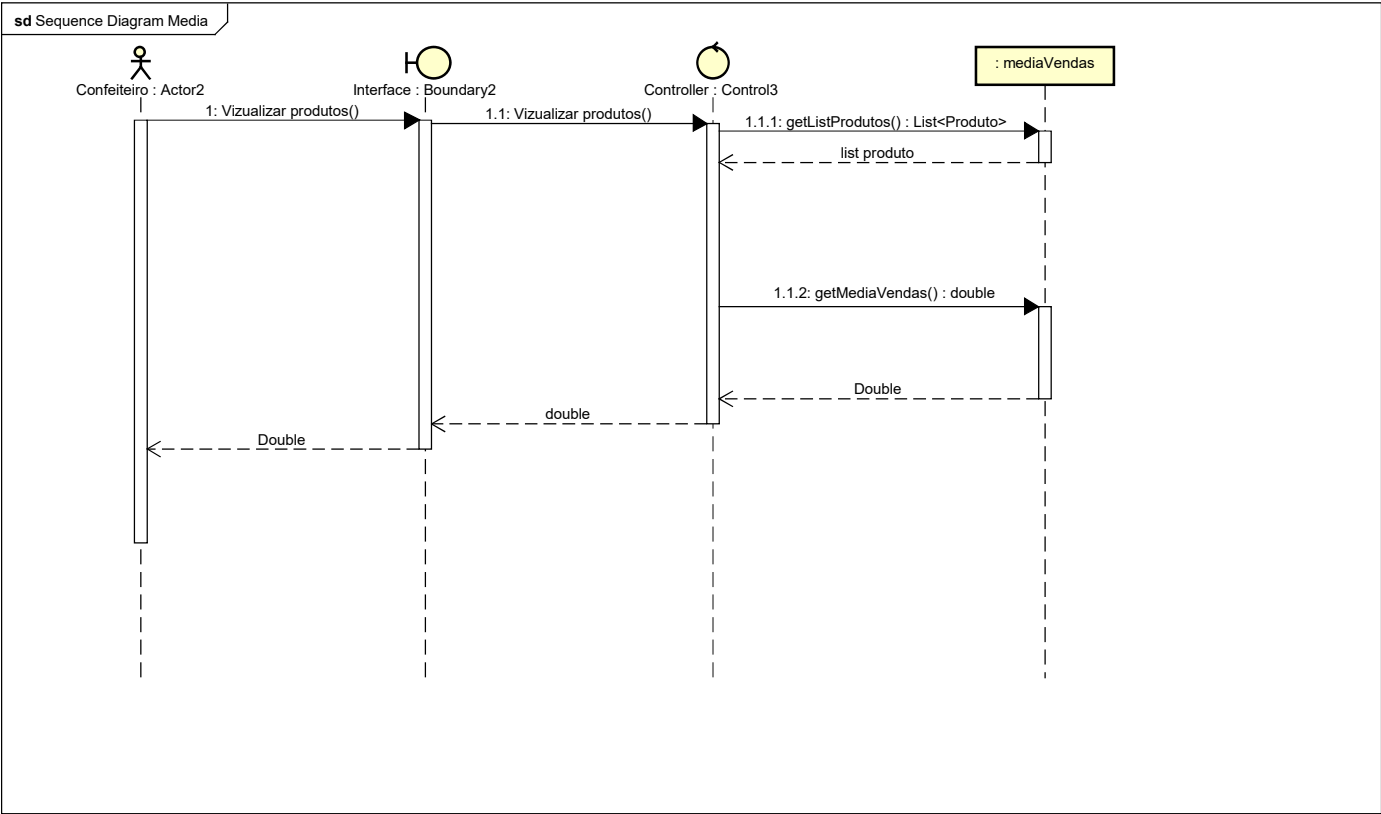 sd Sequence Diagram Media
Confeiteiro : Actor2
Interface : Boundary2
Controller : Control3
: mediaVendas
1: Vizualizar produtos()
1.1: Vizualizar produtos()
1.1.1: getListProdutos() : List<Produto>
list produto
1.1.2: getMediaVendas() : double
Double
double
Double